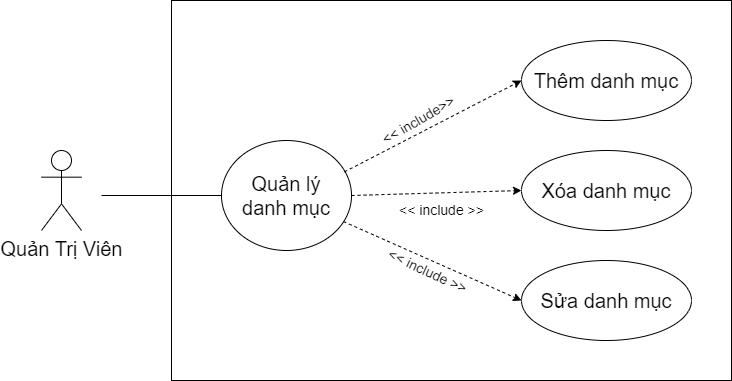 Thêm danh mục
<< include>>
Quản lý
danh mục
Xóa danh mục
<< include >>
Quản Trị Viên
<< include >>
Sửa danh mục